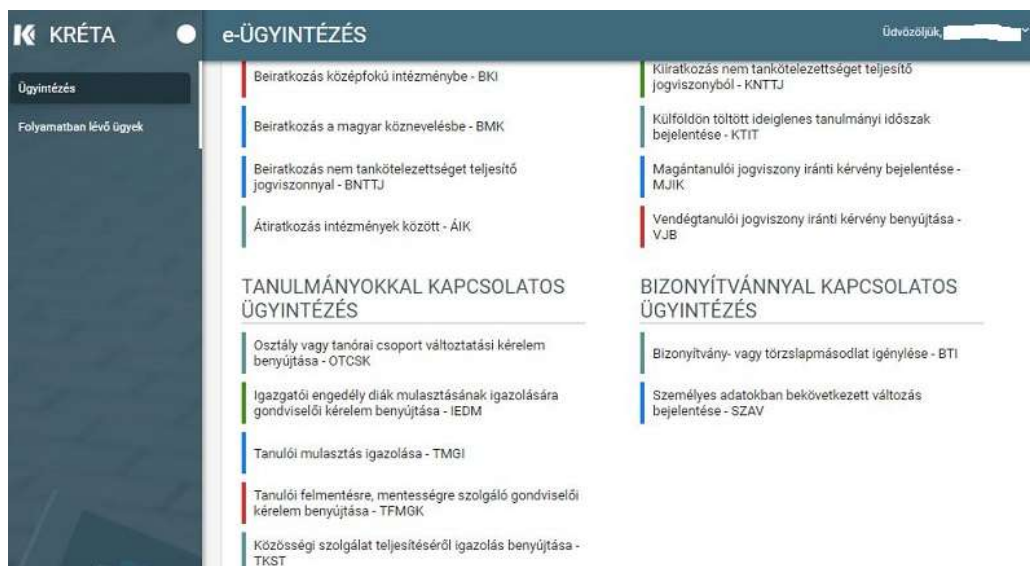 KRÉTA
e-ÜGYINTÉZÉS
Üdvözöljük,
Ügyintézés
Folyamatban lévő ügyek
Beiratkozás középfokú intézménybe - BKI
Beiratkozás a magyar köznevelésbe - BMK
Beiratkozás nem tankötelezettséget teljesítő
jogviszonnyal - BNTTJ
Átiratkozás intézmények között - ÁIK
Kiiratkozás nem tankötelezettséget teljesítő
jogviszonyból - KNTTJ
Külföldön töltött ideiglenes tanulmányi időszak
bejelentése - KTIT
Magántanulói jogviszony iránti kérvény bejelentése -
MJIK
Vendégtanulói jogviszony iránti kérvény benyújtása -
VJB
TANULMÁNYOKKAL KAPCSOLATOS
ÜGYINTÉZÉS
Osztály vagy tanórai csoport változtatási kérelem
benyújtása - OTCSK
Igazgatói engedély diák mulasztásának igazolására
gondviselői kérelem benyújtása - IEDM
Tanulói mulasztás igazolása - TMGI
Tanulói felmentésre, mentességre szolgáló gondviselői
kérelem benyújtása - TFMGK
Közösségi szolgálat teljesítéséről igazolás benyújtása -
TKST
BIZONYÍTVÁNNYAL KAPCSOLATOS
ÜGYINTÉZÉS
Bizonyítvány- vagy törzslapmásodlat igénylése - BTI
Személyes adatokban bekövetkezett változás
bejelentése - SZAV